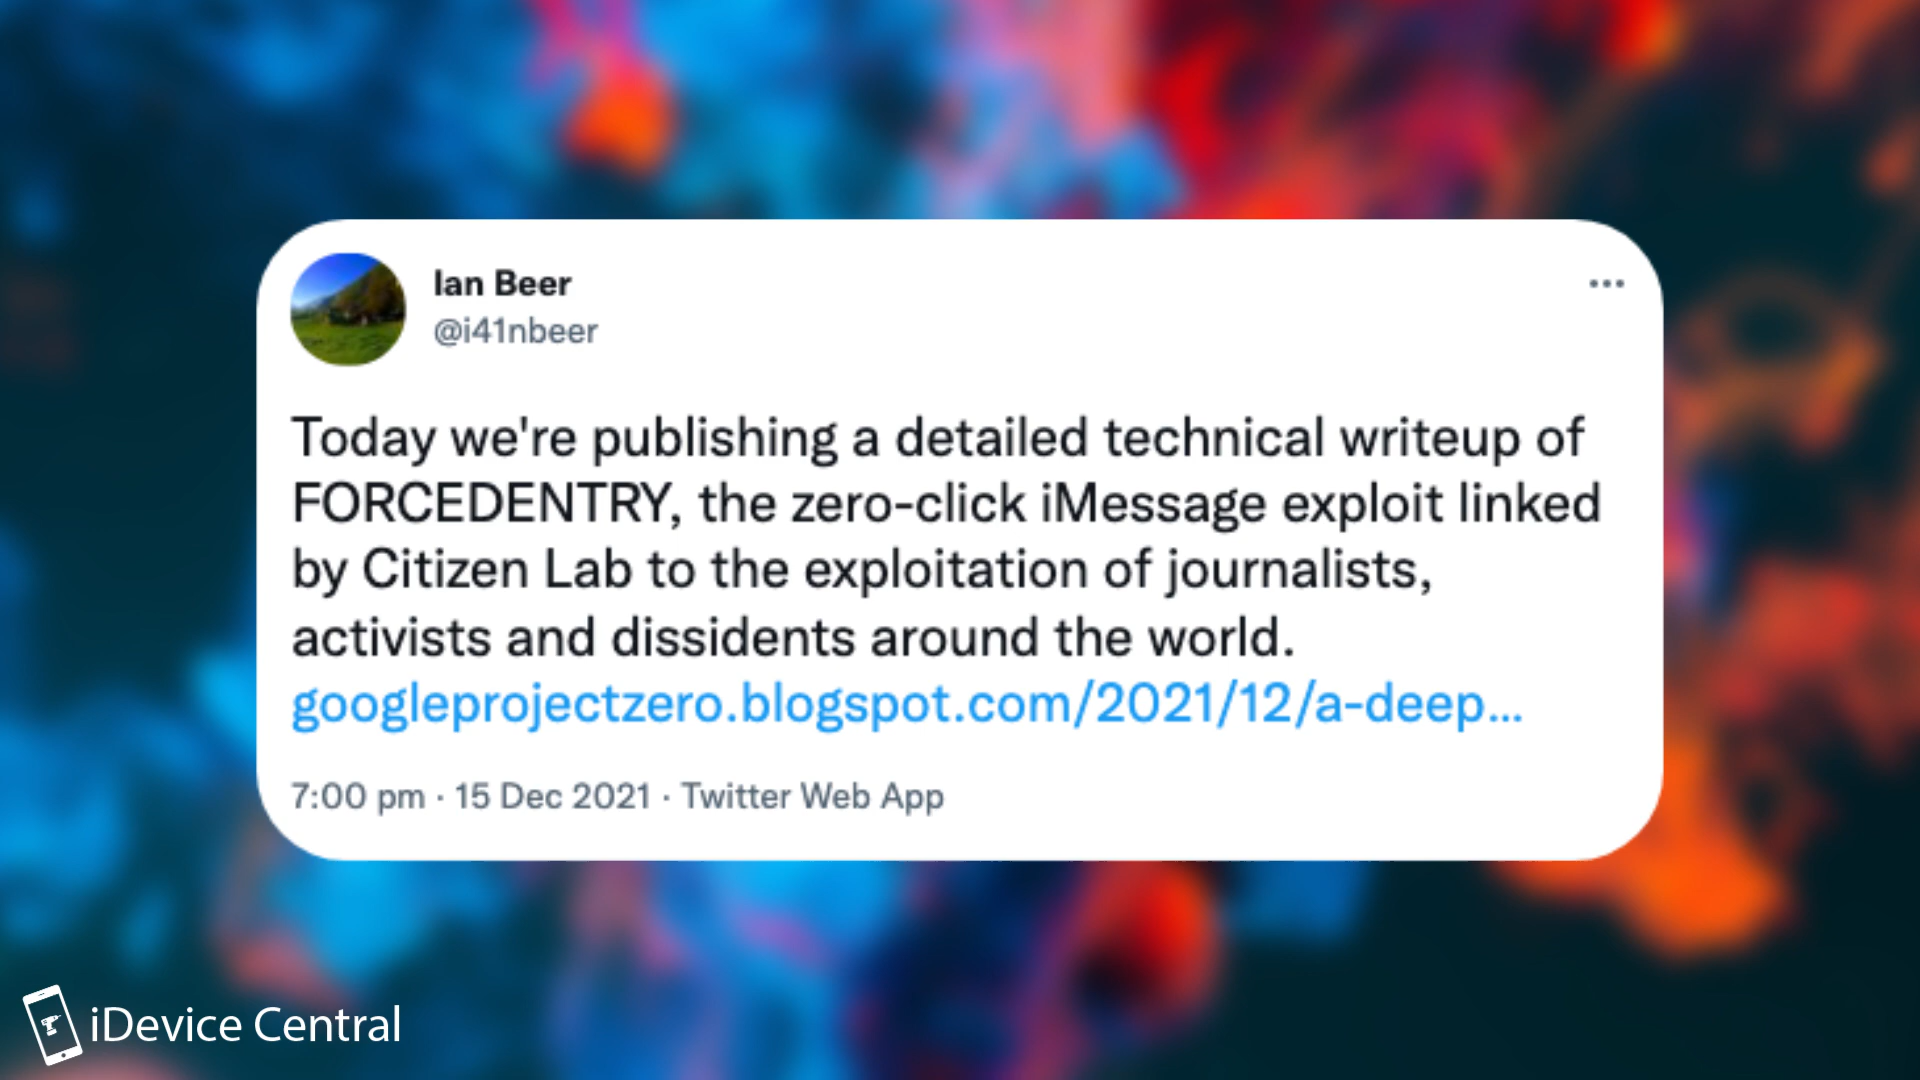 Ian Beer
@i41nbeer
Today we're publishing a detailed technical writeup of
FORCEDENTRY, the zero-click iMessage exploit linked
by Citizen Lab to the exploitation of journalists,
activists and dissidents around the world.
googleprojectzero.blogspot.com/2021/12/a-deep...
7:00 pm · 15 Dec 2021 · Twitter Web App
iDevice Central